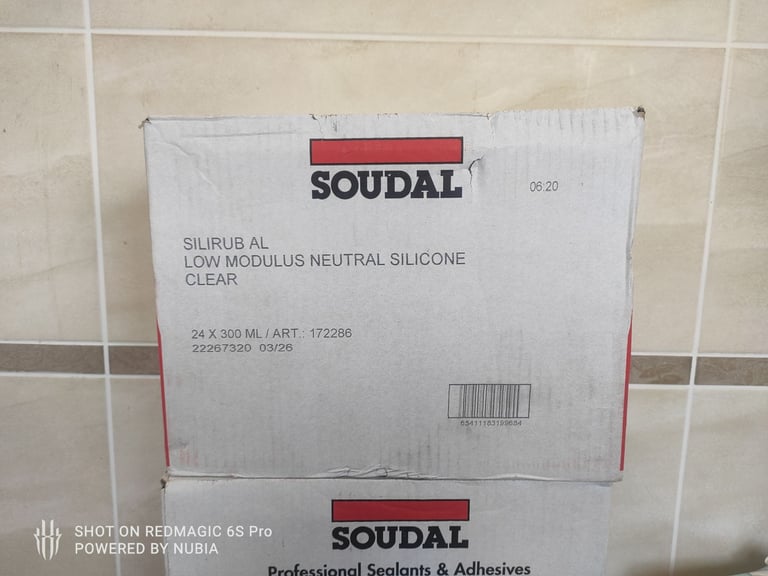 SOUDAL
06:20
SILIRUB AL
LOW MODULUS NEUTRAL SILICONE
CLEAR
24 X 300 ML / ART.: 172286
22267320 03/26
SOUDAL
Professional Sealants & Adhesives
SHOT ON REDMAGIC 6S Pro
POWERED BY NUBIA